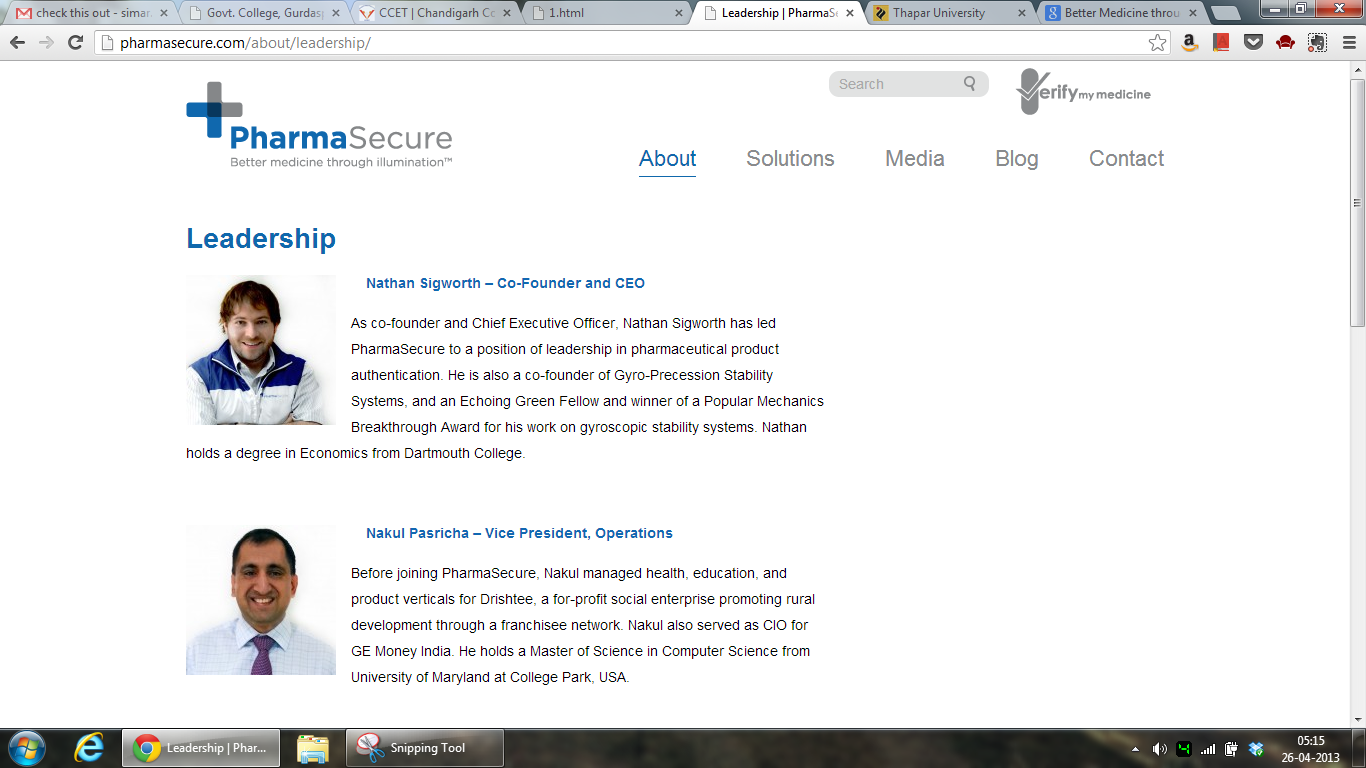 check this out - simar
Govt. College, Gurdas
CCET | Chandigarh Co
1.html
Leadership | PharmaSe
Thapar University
Better Medicine throu
pharmasecure.com/about/leadership/
Search
Verify my medicine
PharmaSecure
Better medicine through illumination™
About Solutions Media Blog Contact
Leadership
Nathan Sigworth – Co-Founder and CEO
As co-founder and Chief Executive Officer, Nathan Sigworth has led
PharmaSecure to a position of leadership in pharmaceutical product
authentication. He is also a co-founder of Gyro-Precession Stability
Systems, and an Echoing Green Fellow and winner of a Popular Mechanics
Breakthrough Award for his work on gyroscopic stability systems. Nathan
holds a degree in Economics from Dartmouth College.
Nakul Pasricha – Vice President, Operations
Before joining PharmaSecure, Nakul managed health, education, and
product verticals for Drishtee, a for-profit social enterprise promoting rural
development through a franchisee network. Nakul also served as CIO for
GE Money India. He holds a Master of Science in Computer Science from
University of Maryland at College Park, USA.
Leadership | Phar...
Snipping Tool
05:15
26-04-2013